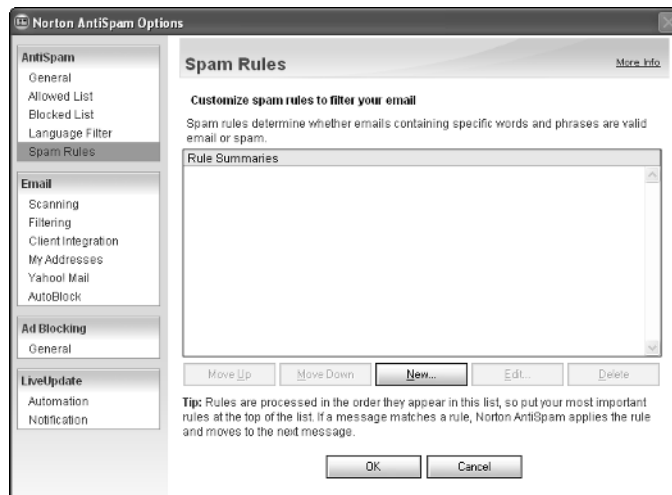 Norton AntiSpam Options
AntiSpam
General
Allowed List
Blocked List
Language Filter
Spam Rules
Email
Scanning
Filtering
Client Integration
My Addresses
Yahoo! Mail
AutoBlock
Ad Blocking
General
LiveUpdate
Automation
Notification
Spam Rules
More Info
Customize spam rules to filter your email
Spam rules determine whether emails containing specific words and phrases are valid
email or spam.
Rule Summaries
Move Up
Move Down
New...
Edit...
Delete
Tip: Rules are processed in the order they appear in this list, so put your most important
rules at the top of the list. If a message matches a rule, Norton AntiSpam applies the rule
and moves to the next message.
OK
Cancel